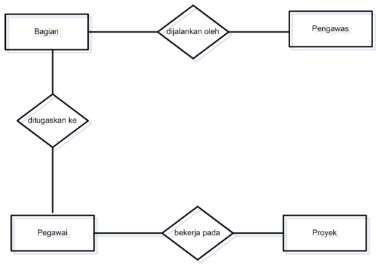 Bagian
dijalankan oleh
Pengawas
ditugaskan ke
Pegawai
bekerja pada
Proyek